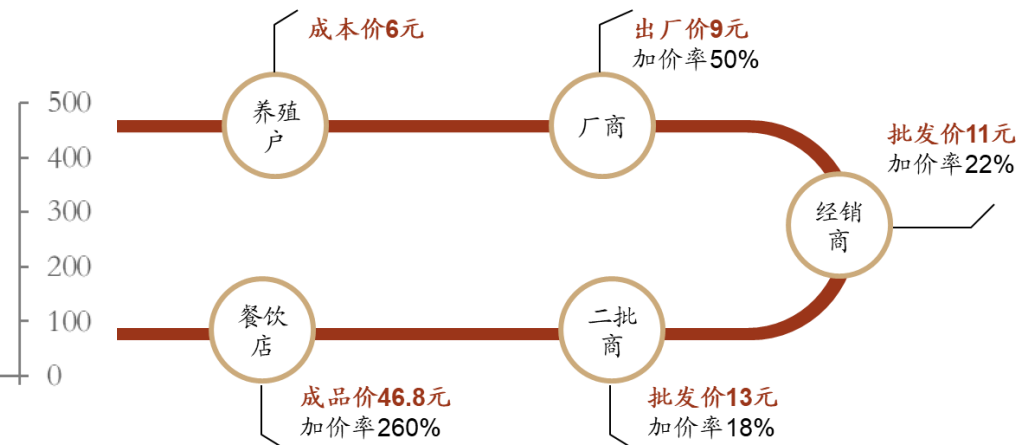 成本价6元
出厂价9元
加价率50%
养殖
户
厂商
500
400
300
200
100
0
批发价11元
加价率22%
经销
商
餐饮
店
二批
商
成品价46.8元
加价率260%
批发价13元
加价率18%